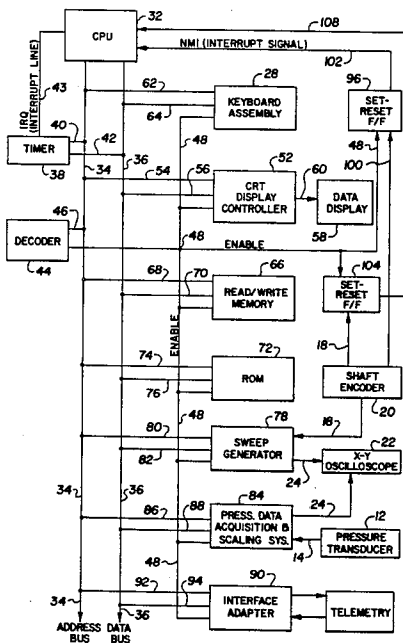 32
108
CPU
NMI (INTERRUPT SIGNAL)
102
IRQ (INTERRUPT LINE)
43
62
28
96
KEYBOARD ASSEMBLY
SET-RESET F/F
64
40
42
48
48
100
TIMER
36
52
38
34
54
56
60
CRT DISPLAY CONTROLLER
DATA DISPLAY
46
58
DECODER
48
ENABLE
44
66
104
68
70
READ/WRITE MEMORY
SET-RESET F/F
ENABLE
72
18
74
ROM
76
SHAFT ENCODER
48
78
20
80
18
SWEEP GENERATOR
22
82
24
X-Y OSCILLOSCOPE
34
36
84
24
86
88
PRESS. DATA ACQUISITION & SCALING SYS.
12
PRESSURE TRANSDUCER
14
48
90
92
94
34
36
INTERFACE ADAPTER
TELEMETRY
ADDRESS BUS
DATA BUS